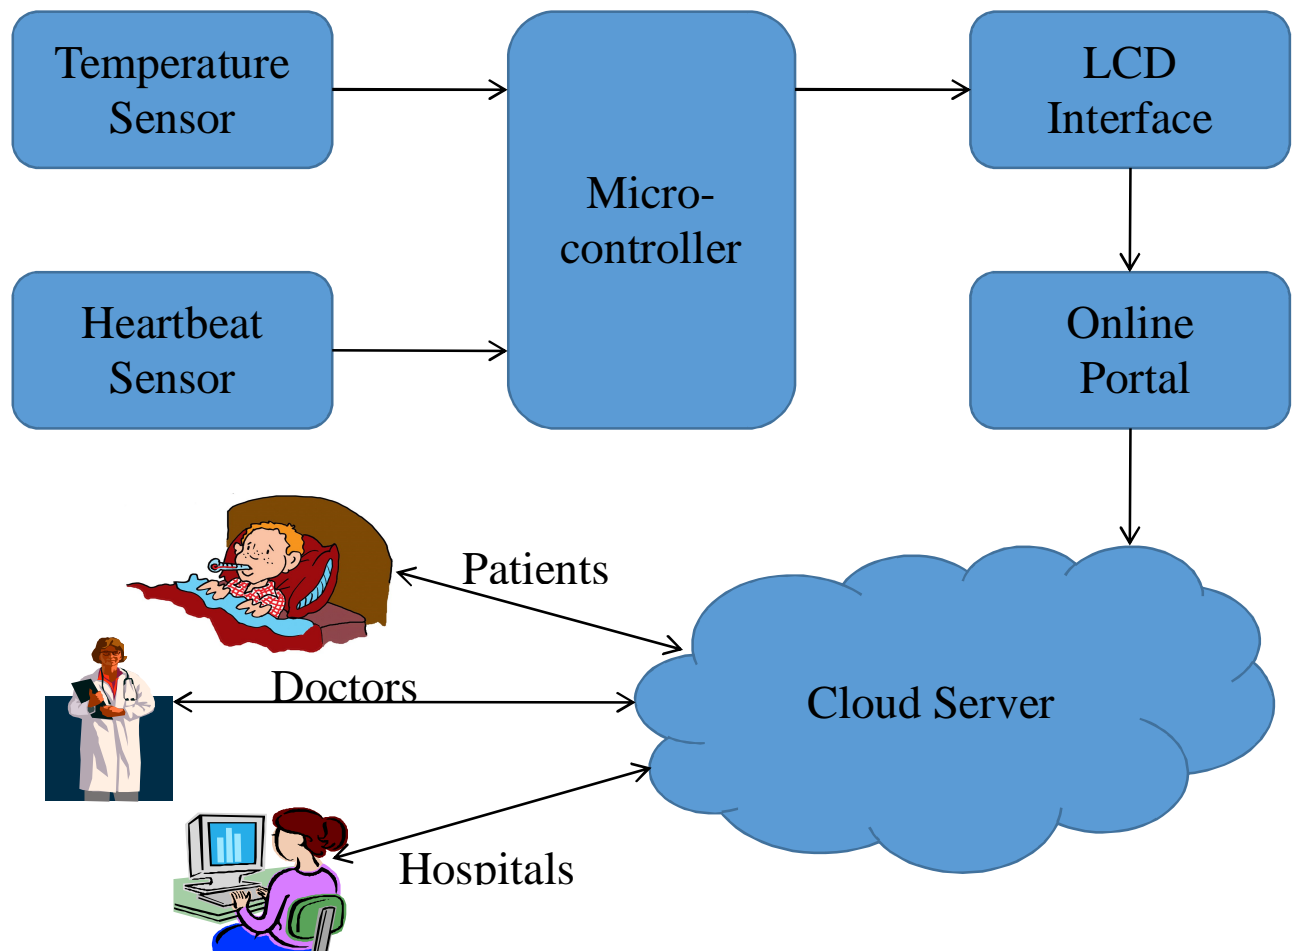 Temperature
Sensor
Micro-
controller
LCD
Interface
Heartbeat
Sensor
Online
Portal
Patients
Doctors
Cloud Server
Hospitals